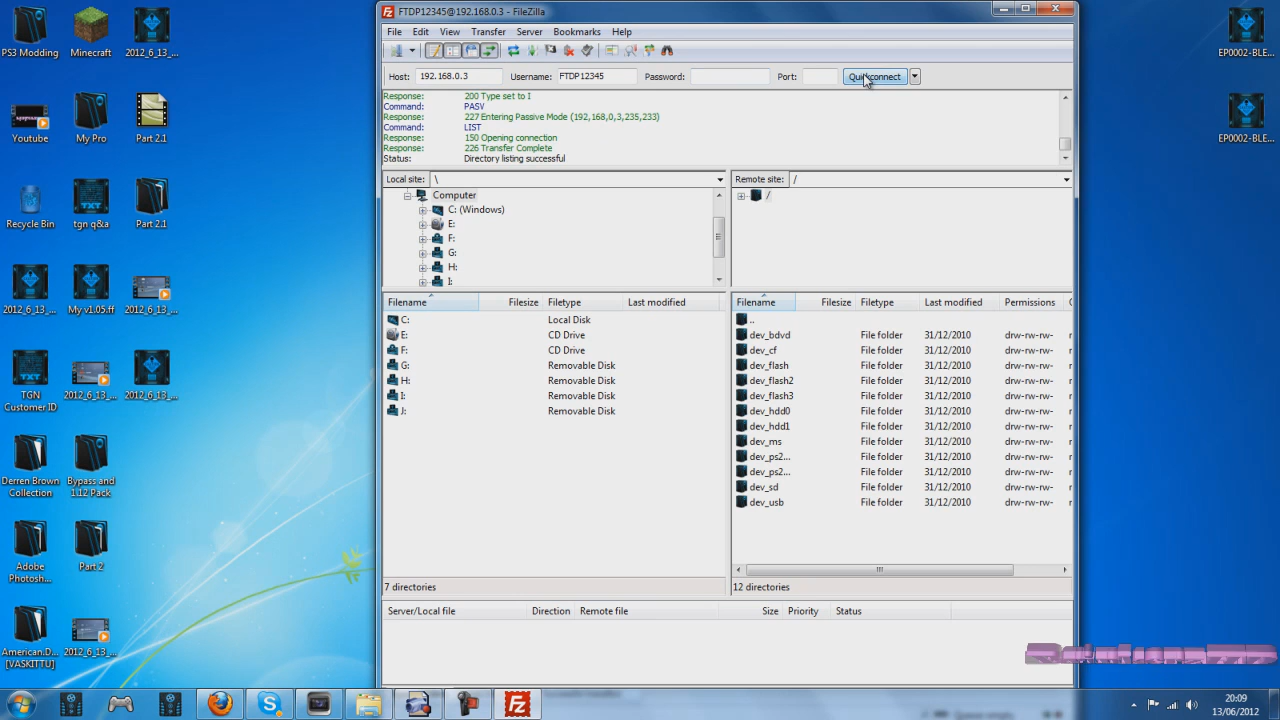 PS3 Modding
Minecraft
2012_6_13_...
Youtube
My Pro
Part 2.1
Recycle Bin
tgn q&a
Part 2.1
2012_6_13_...
My v1.05.ff
2012_6_13_...
TGN Customer ID
2012_6_13_...
2012_6_13_...
Derren Brown Collection
Bypass and 1.12 Pack
Adobe Photosh...
Part 2
American.D... [VASKITTU]
2012_6_13_...
EP0002-BLE...
EP0002-BLE...
FTDP12345@192.168.0.3 - FileZilla
File Edit View Transfer Server Bookmarks Help
Host: 192.168.0.3 Username: FTDP12345 Password: Port: Quickconnect
Response: 200 Type set to I
Command: PASV
Response: 227 Entering Passive Mode (192,168,0,3,235,233)
Command: LIST
Response: 150 Opening connection
Response: 226 Transfer Complete
Status: Directory listing successful
Local site: \
Computer
C: (Windows)
E:
F:
G:
H:
I:
Remote site: /
/
Filename Filesize Filetype Last modified
C: Local Disk
E: CD Drive
F: CD Drive
G: Removable Disk
H: Removable Disk
I: Removable Disk
J: Removable Disk
7 directories
Filename Filesize Filetype Last modified Permissions
..
dev_bdvd File folder 31/12/2010 drw-rw-rw-
dev_cf File folder 31/12/2010 drw-rw-rw-
dev_flash File folder 31/12/2010 drw-rw-rw-
dev_flash2 File folder 31/12/2010 drw-rw-rw-
dev_flash3 File folder 31/12/2010 drw-rw-rw-
dev_hdd0 File folder 31/12/2010 drw-rw-rw-
dev_hdd1 File folder 31/12/2010 drw-rw-rw-
dev_ms File folder 31/12/2010 drw-rw-rw-
dev_ps2... File folder 31/12/2010 drw-rw-rw-
dev_ps2... File folder 31/12/2010 drw-rw-rw-
dev_sd File folder 31/12/2010 drw-rw-rw-
dev_usb File folder 31/12/2010 drw-rw-rw-
12 directories
Server/Local file Direction Remote file Size Priority Status
20:09
13/06/2012